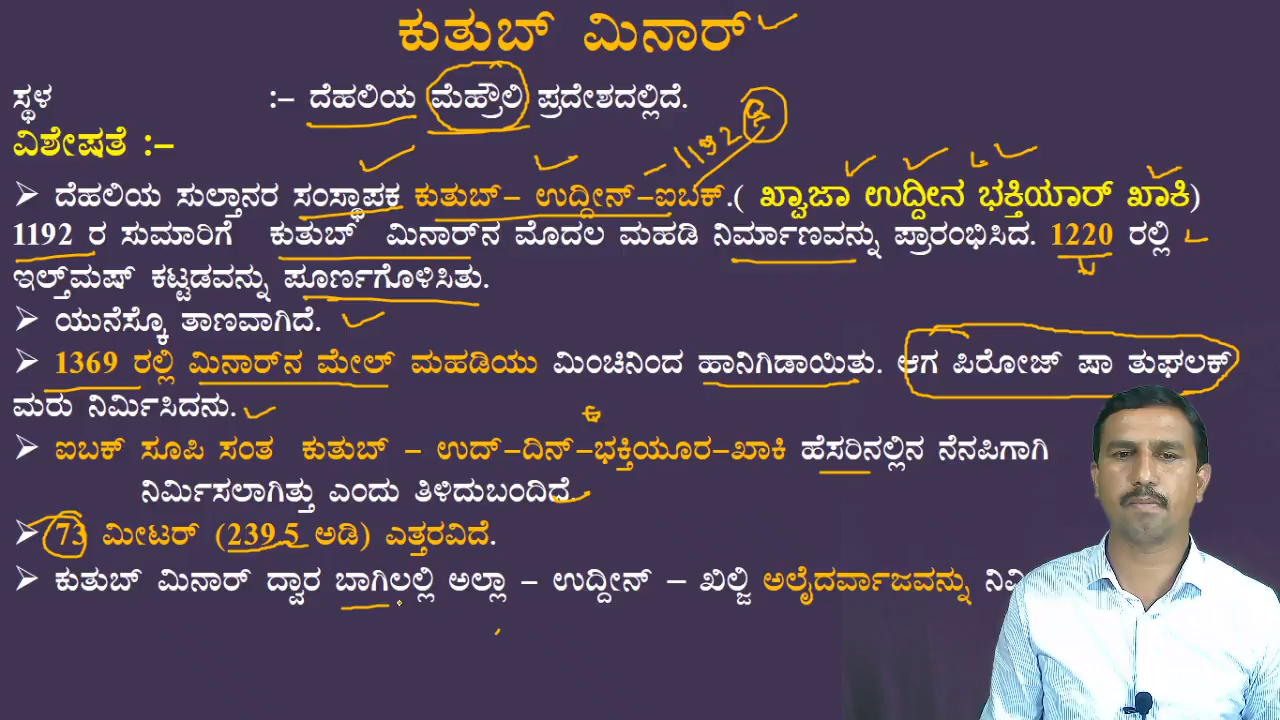 ಕುತುಬ್ ಮಿನಾರ್
ಸ್ಥಳ :- ದೆಹಲಿಯ ಮೆಹ್ರೌಲಿ ಪ್ರದೇಶದಲ್ಲಿದೆ.
ವಿಶೇಷತೆ :-
1192 ರ
➢ ದೆಹಲಿಯ ಸುಲ್ತಾನರ ಸಂಸ್ಥಾಪಕ ಕುತುಬ್- ಉದ್ದೀನ್-ಐಬಕ್.( ಖ್ವಾಜಾ ಉದ್ದೀನ ಭಕ್ತಿಯಾರ್ ಖಾಕಿ)
1192 ರ ಸುಮಾರಿಗೆ ಕುತುಬ್ ಮಿನಾರ್‌ನ ಮೊದಲ ಮಹಡಿ ನಿರ್ಮಾಣವನ್ನು ಪ್ರಾರಂಭಿಸಿದ. 1220 ರಲ್ಲಿ
ಇಲ್ತ್‌ಮಷ್ ಕಟ್ಟಡವನ್ನು ಪೂರ್ಣಗೊಳಿಸಿತು.
➢ ಯುನೆಸ್ಕೊ ತಾಣವಾಗಿದೆ.
➢ 1369 ರಲ್ಲಿ ಮಿನಾರ್‌ನ ಮೇಲ್ ಮಹಡಿಯು ಮಿಂಚಿನಿಂದ ಹಾನಿಗಿಡಾಯಿತು. ಆಗ ಪಿರೋಜ್ ಷಾ ತುಘಲಕ್
ಮರು ನಿರ್ಮಿಸಿದನು.
➢ ಐಬಕ್ ಸೂಪಿ ಸಂತ ಕುತುಬ್ - ಉದ್-ದಿನ್-ಭಕ್ತಿಯೂರ-ಖಾಕಿ ಹೆಸರಿನಲ್ಲಿನ ನೆನಪಿಗಾಗಿ
ನಿರ್ಮಿಸಲಾಗಿತ್ತು ಎಂದು ತಿಳಿದುಬಂದಿದೆ.
➢ 73 ಮೀಟರ್ (239.5 ಅಡಿ) ಎತ್ತರವಿದೆ.
➢ ಕುತುಬ್ ಮಿನಾರ್ ದ್ವಾರ ಬಾಗಿಲಲ್ಲಿ ಅಲ್ಲಾ - ಉದ್ದೀನ್ - ಖಿಲ್ಜಿ ಅಲೈದರ್ವಾಜವನ್ನು